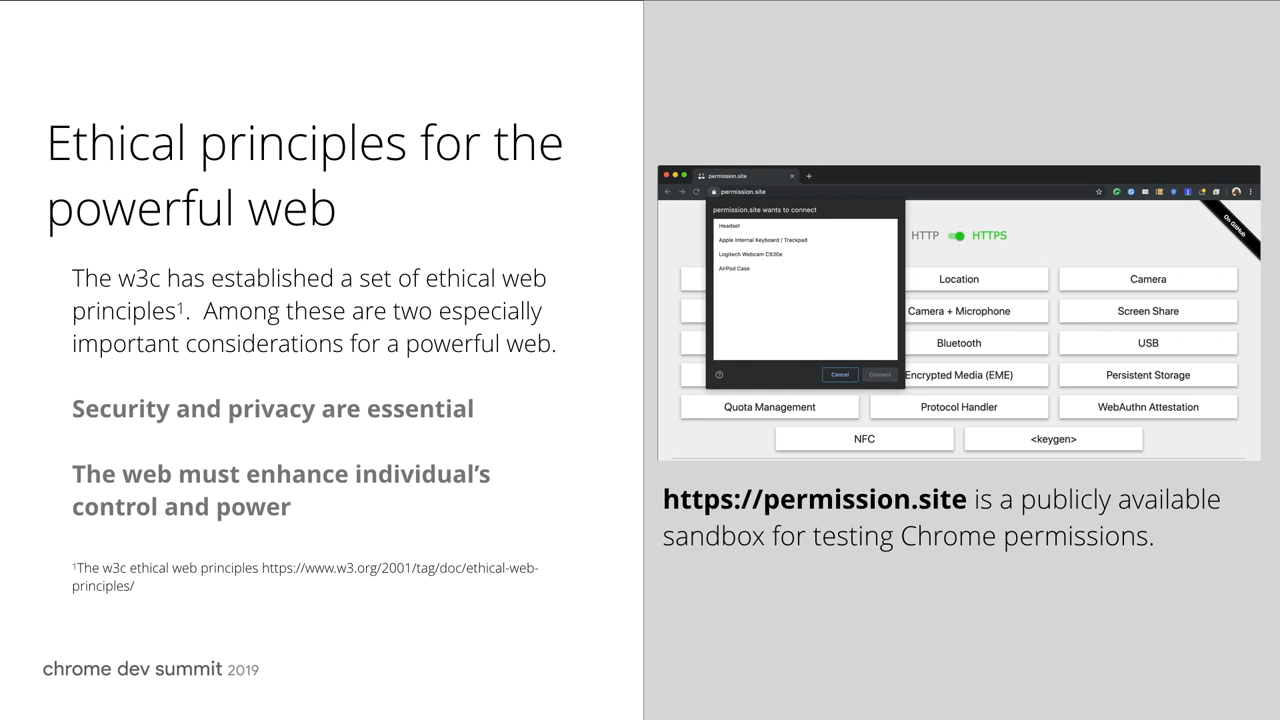 Ethical principles for the
powerful web
The w3c has established a set of ethical web
principles¹.  Among these are two especially
important considerations for a powerful web.
Security and privacy are essential
The web must enhance individual’s
control and power
¹The w3c ethical web principles https://www.w3.org/2001/tag/doc/ethical-web-
principles/
chrome dev summit 2019
permission.site
permission.site
permission.site wants to connect
Headset
Apple Internal Keyboard / Trackpad
Logitech Webcam C930e
AirPod Case
Cancel Connect
On GitHub
HTTP HTTPS
Location Camera
Camera + Microphone Screen Share
Bluetooth USB
Encrypted Media (EME) Persistent Storage
Quota Management Protocol Handler WebAuthn Attestation
NFC <keygen>
https://permission.site is a publicly available
sandbox for testing Chrome permissions.